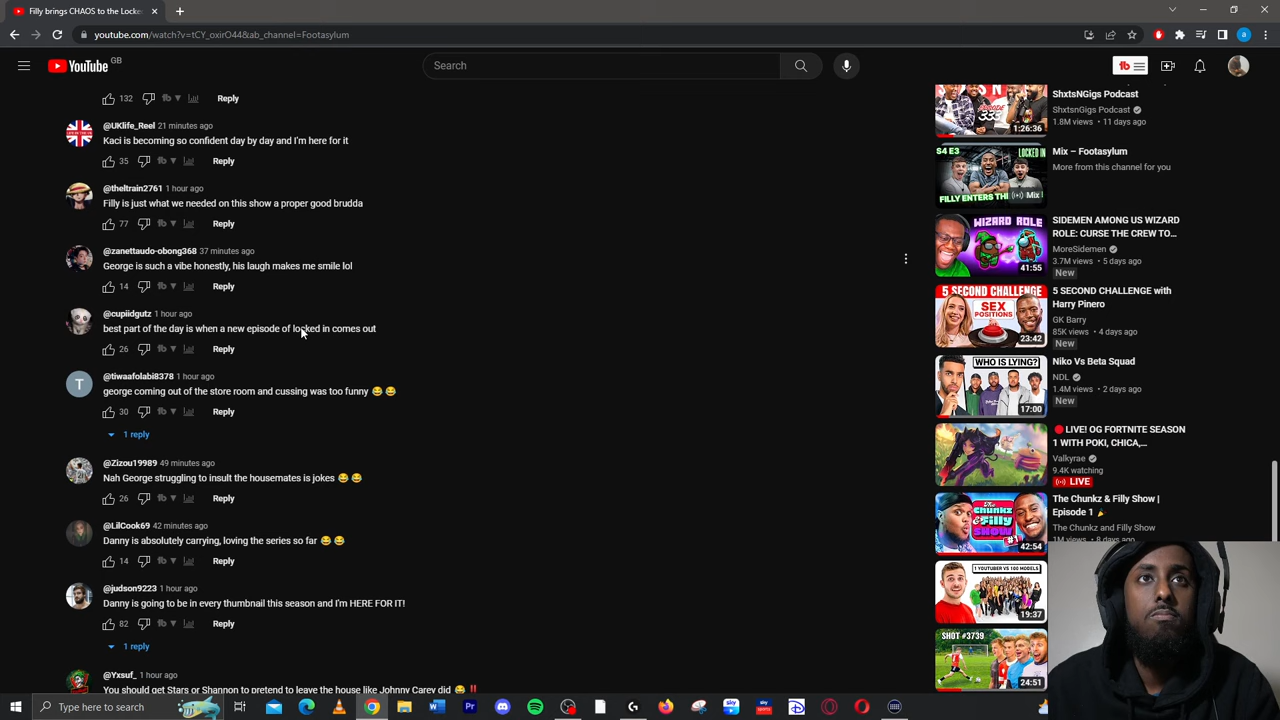 Filly brings CHAOS to the Locke
youtube.com/watch?v=tCY_oxirO44&ab_channel=Footasylum
YouTube GB
Search
132 Reply
@UKlife_Reel 21 minutes ago
Kaci is becoming so confident day by day and I'm here for it
35 Reply
@theltrain2761 1 hour ago
Filly is just what we needed on this show a proper good brudda
77 Reply
@zanettaudo-obong368 37 minutes ago
George is such a vibe honestly, his laugh makes me smile lol
14 Reply
@cupiidgutz 1 hour ago
best part of the day is when a new episode of locked in comes out
26 Reply
@tiwaafolabi8378 1 hour ago
george coming out of the store room and cussing was too funny 😂😂
30 Reply
1 reply
@Zizou19989 49 minutes ago
Nah George struggling to insult the housemates is jokes 😂😂
26 Reply
@LilCook69 42 minutes ago
Danny is absolutely carrying, loving the series so far 😂😂
14 Reply
@judson9223 1 hour ago
Danny is going to be in every thumbnail this season and I'm HERE FOR IT!
82 Reply
1 reply
@Yxsuf_ 1 hour ago
You should get Stars or Shannon to pretend to leave the house like Johnny Carey did 😂‼️
ShxtsNGigs Podcast
ShxtsnGigs Podcast
1.8M views • 11 days ago
1:26:36
Mix – Footasylum
More from this channel for you
S4 E3
LOCKED IN
FILLY ENTERS TH
Mix
SIDEMEN AMONG US WIZARD
ROLE: CURSE THE CREW TO…
MoreSidemen
3.7M views • 5 days ago
New
WIZARD ROLE
41:55
5 SECOND CHALLENGE with
Harry Pinero
GK Barry
85K views • 4 days ago
New
5 SECOND CHALLENGE
SEX
POSITIONS
23:42
Niko Vs Beta Squad
NDL
1.4M views • 2 days ago
New
WHO IS LYING?
17:00
🔴 LIVE! OG FORTNITE SEASON
1 WITH POKI, CHICA,…
Valkyrae
9.4K watching
LIVE
The Chunkz & Filly Show |
Episode 1 🎉
The Chunkz and Filly Show
1M views • 8 days ago
The Chunkz
& Filly
SHOW
#1
42:54
1 YOUTUBER VS 100 MODELS
19:37
SHOT #3739
24:51
Type here to search